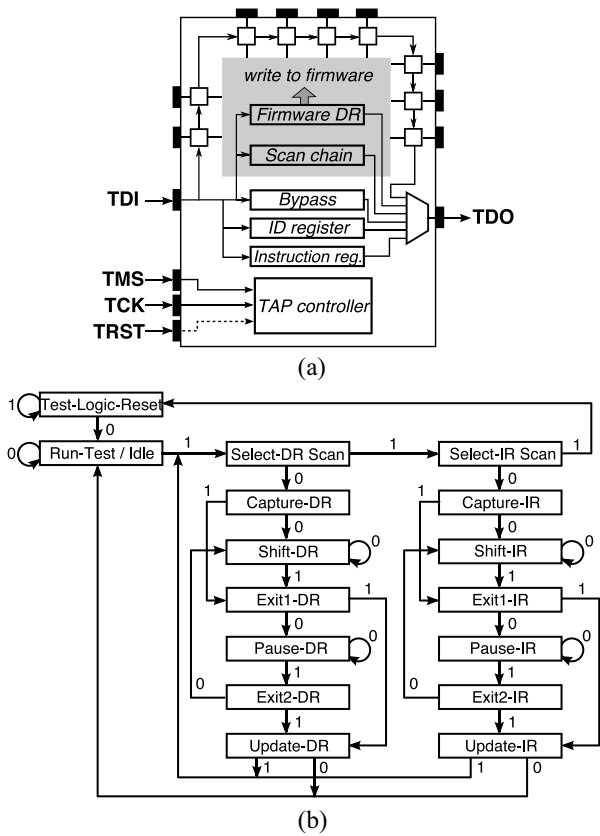 write to firmware
Firmware DR
Scan chain
TDI
Bypass
TDO
ID register
Instruction reg.
TMS
TCK
TAP controller
TRST
(a)
1
Test-Logic-Reset
0
0
Run-Test / Idle
1
Select-DR Scan
1
Select-IR Scan
1
0
0
1
Capture-DR
1
Capture-IR
0
0
Shift-DR
0
Shift-IR
0
1
1
Exit1-DR
1
Exit1-IR
1
0
0
Pause-DR
0
Pause-IR
0
0
1
0
1
Exit2-DR
Exit2-IR
1
1
Update-DR
Update-IR
1
0
1
0
(b)